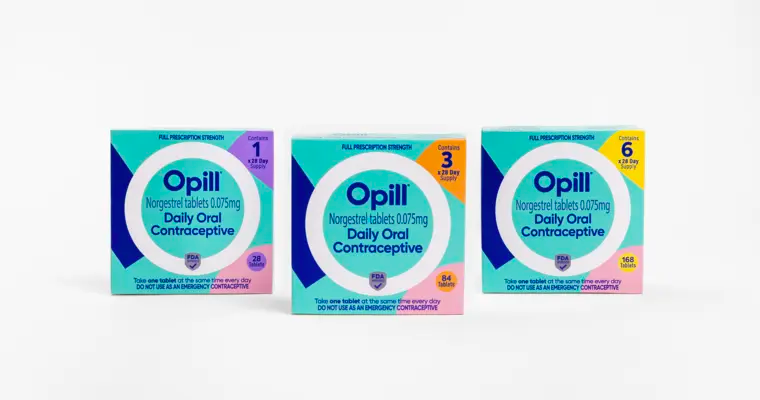 FULL PRESCRIPTION STRENGTH
Contains
1
x 28 Day
Supply
Opill®
Norgestrel tablets 0.075mg
Daily Oral
Contraceptive
FDA
28
Tablets
Take one tablet at the same time every day
DO NOT USE AS AN EMERGENCY CONTRACEPTIVE
FULL PRESCRIPTION STRENGTH
Contains
3
x 28 Day
Supply
Opill®
Norgestrel tablets 0.075mg
Daily Oral
Contraceptive
FDA
84
Tablets
Take one tablet at the same time every day
DO NOT USE AS AN EMERGENCY CONTRACEPTIVE
FULL PRESCRIPTION STRENGTH
Contains
6
x 28 Day
Supply
Opill®
Norgestrel tablets 0.075mg
Daily Oral
Contraceptive
FDA
168
Tablets
Take one tablet at the same time every day
DO NOT USE AS AN EMERGENCY CONTRACEPTIVE